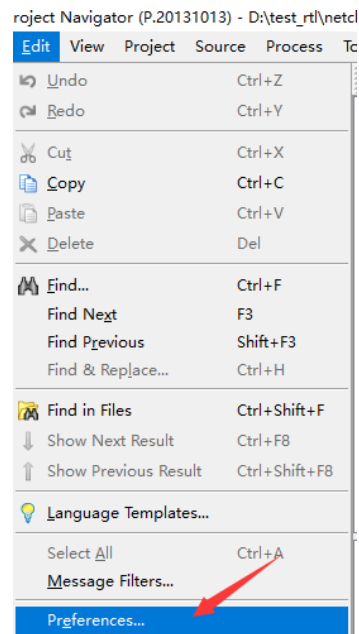 roject Navigator (P.20131013) - D:\test_rtl\netcl
Edit View Project Source Process To
Undo Ctrl+Z
Redo Ctrl+Y
Cut Ctrl+X
Copy Ctrl+C
Paste Ctrl+V
Delete Del
Find... Ctrl+F
Find Next F3
Find Previous Shift+F3
Find & Replace... Ctrl+H
Find in Files Ctrl+Shift+F
Show Next Result Ctrl+F8
Show Previous Result Ctrl+Shift+F8
Language Templates...
Select All Ctrl+A
Message Filters...
Preferences...